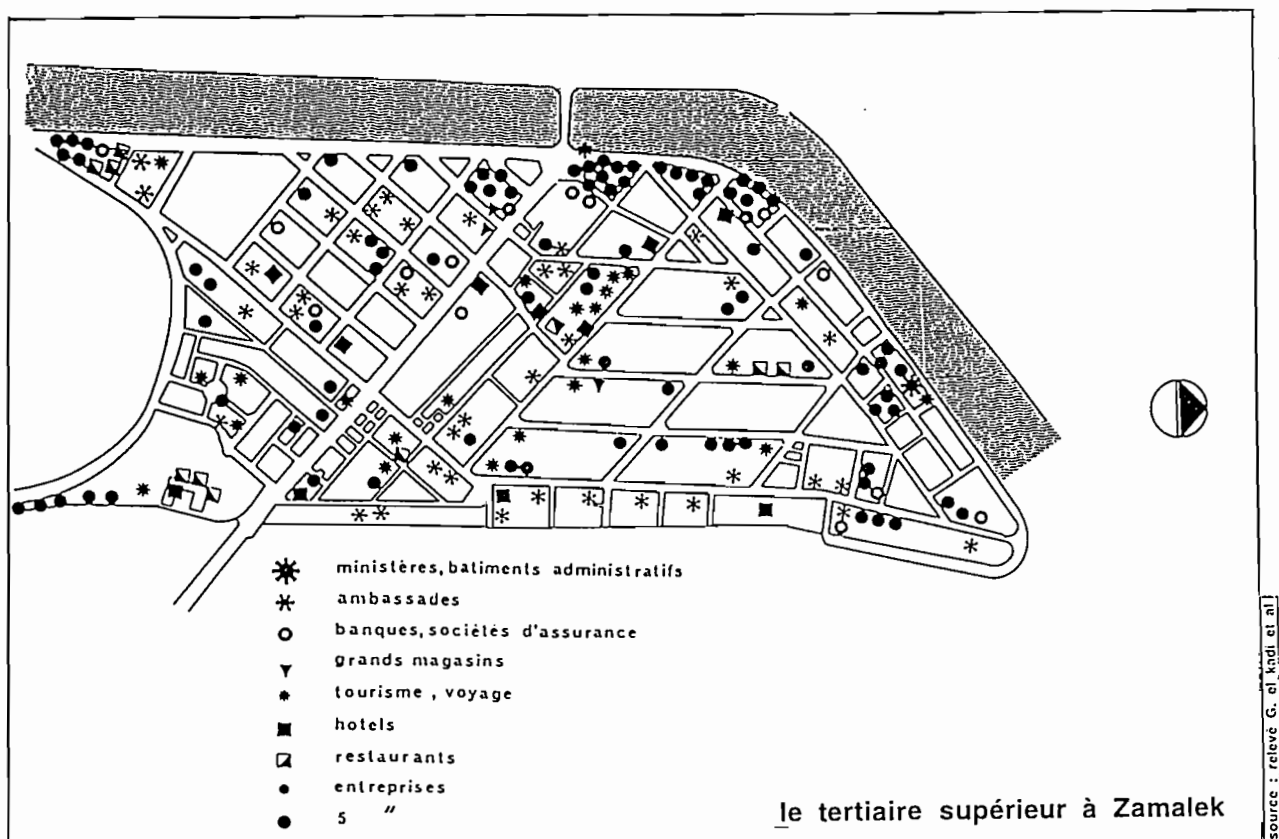 ministères, batiments administratifs
ambassades
banques, sociétés d'assurance
grands magasins
tourisme , voyage
hotels
restaurants
entreprises
5 "
le tertiaire supérieur à Zamalek
source : relevé G. el kadi et al